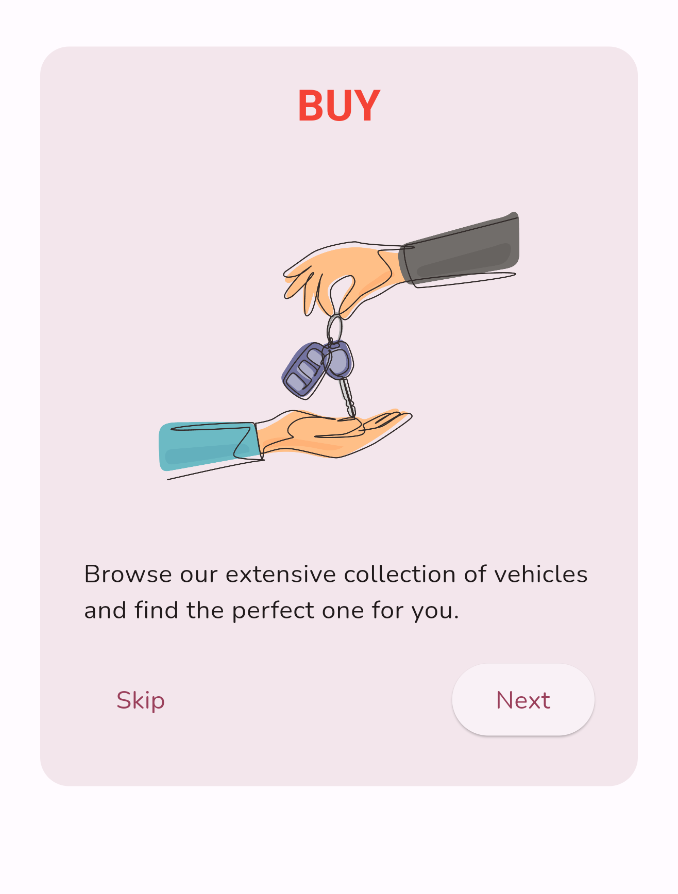 BUY
Browse our extensive collection of vehicles
and find the perfect one for you.
Skip
Next